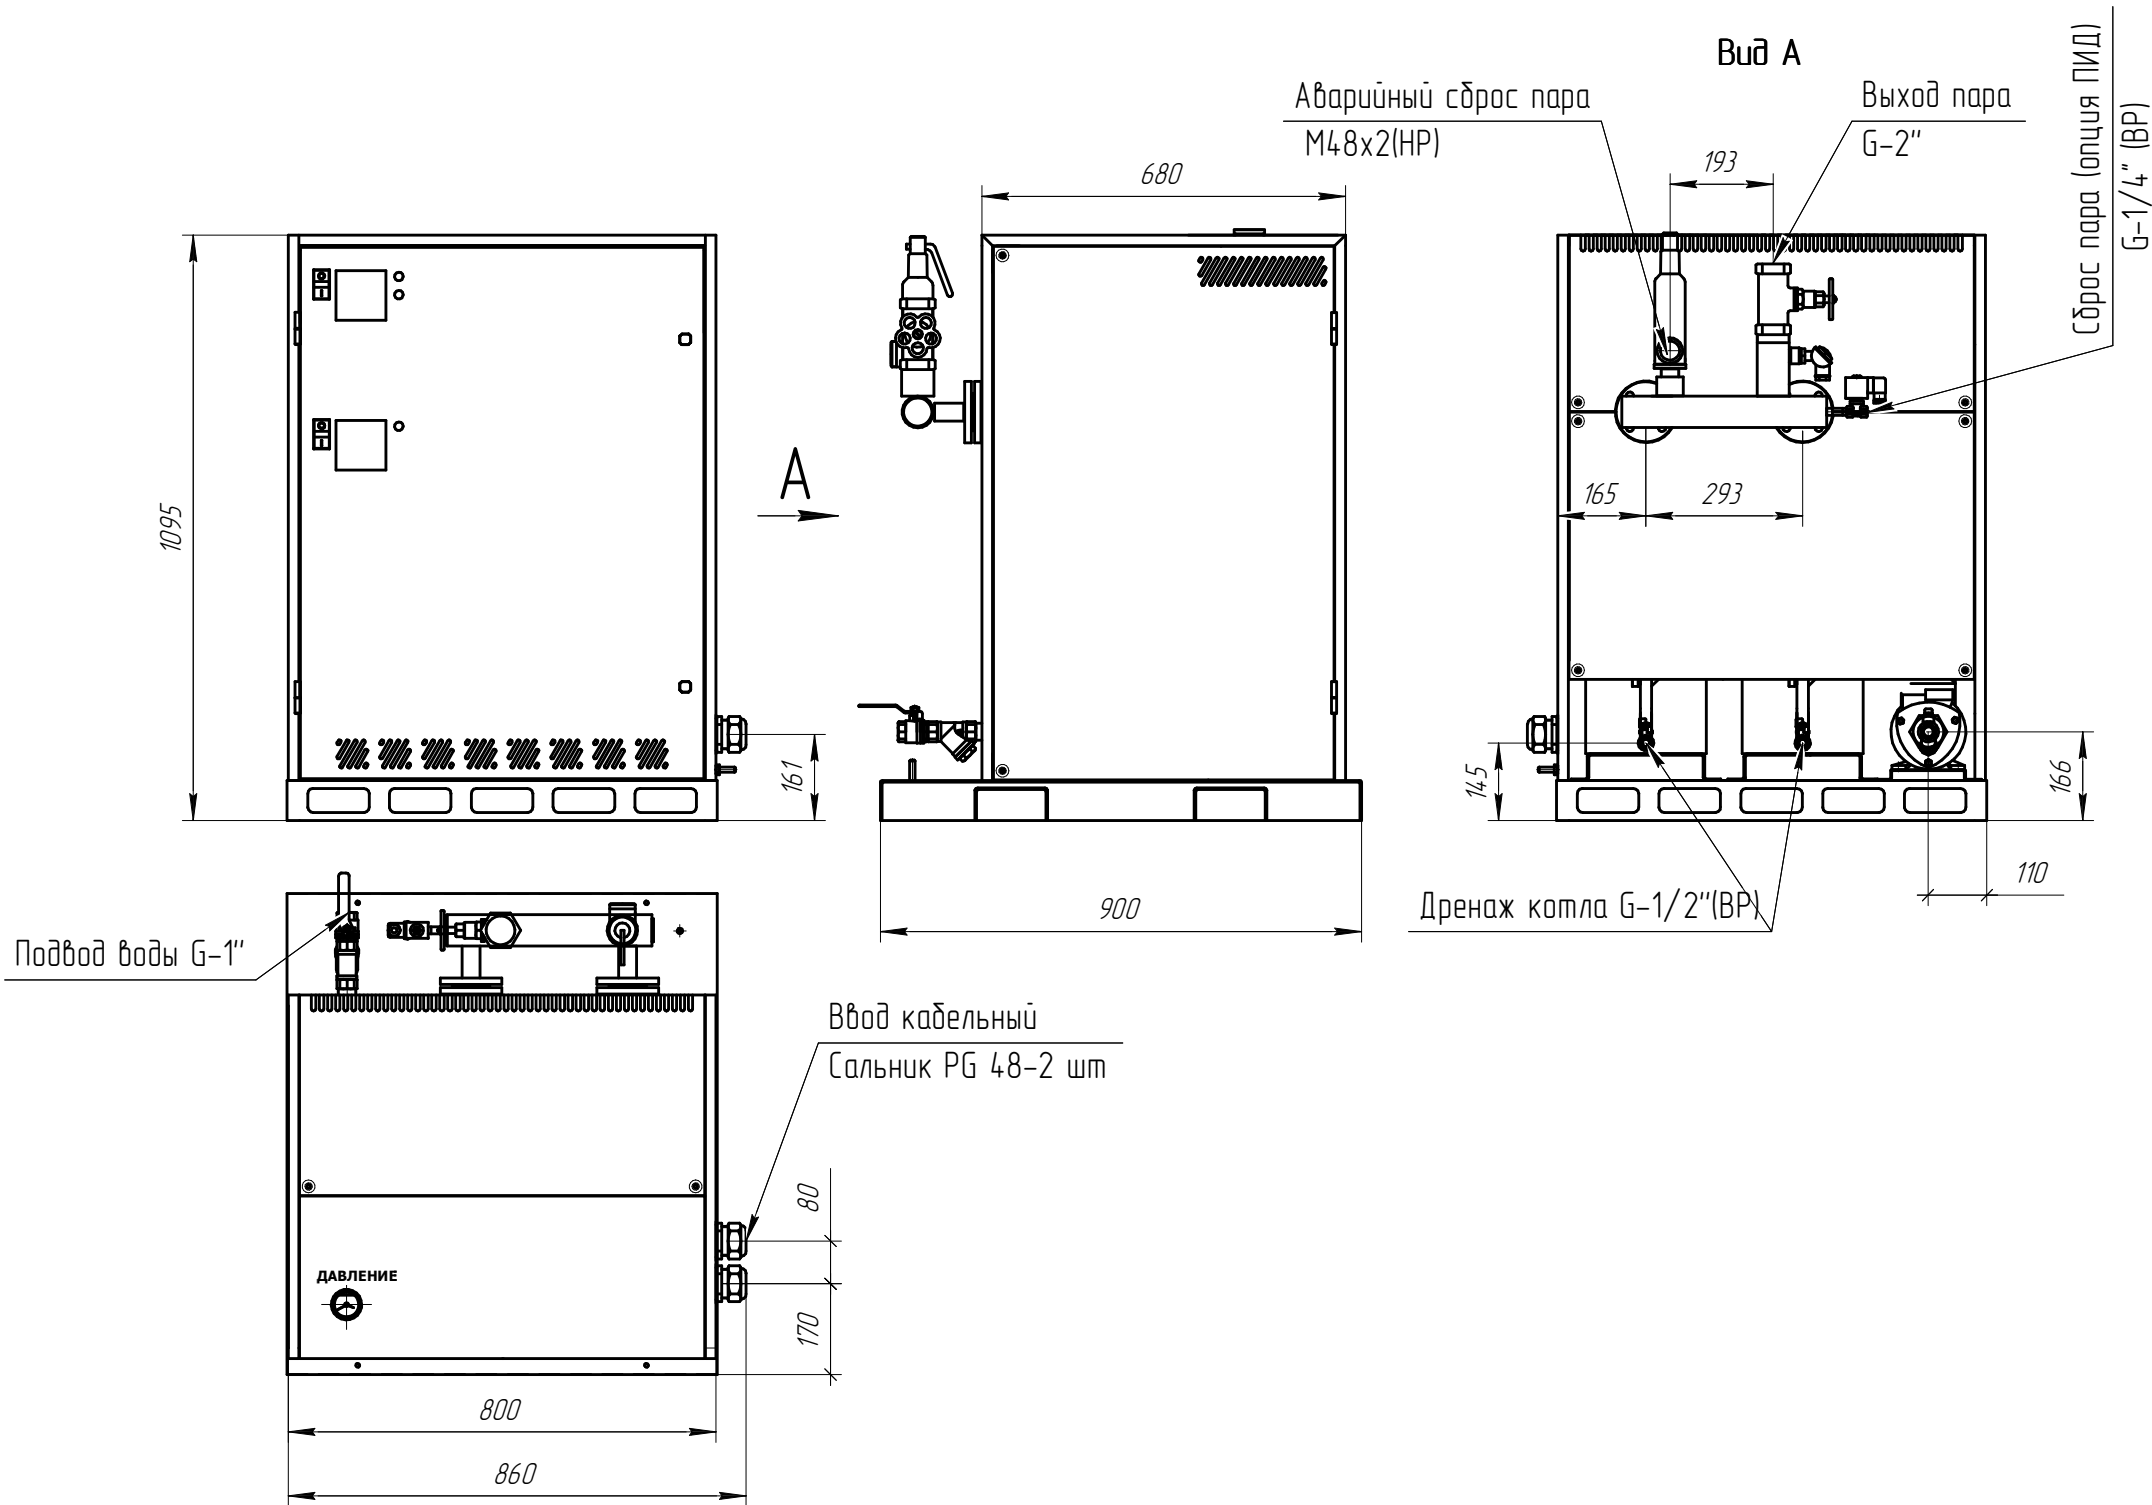 Вид А
Аварийный сброс пара
М48х2(НР)
Выход пара
G-2"
Сброс пара (опция ПИД)
G-1/4" (ВР)
193
680
1095
А
161
165
293
145
166
110
900
Дренаж котла G-1/2"(ВР)
Подвод воды G-1"
Ввод кабельный
Сальник PG 48-2 шт
80
170
ДАВЛЕНИЕ
800
860